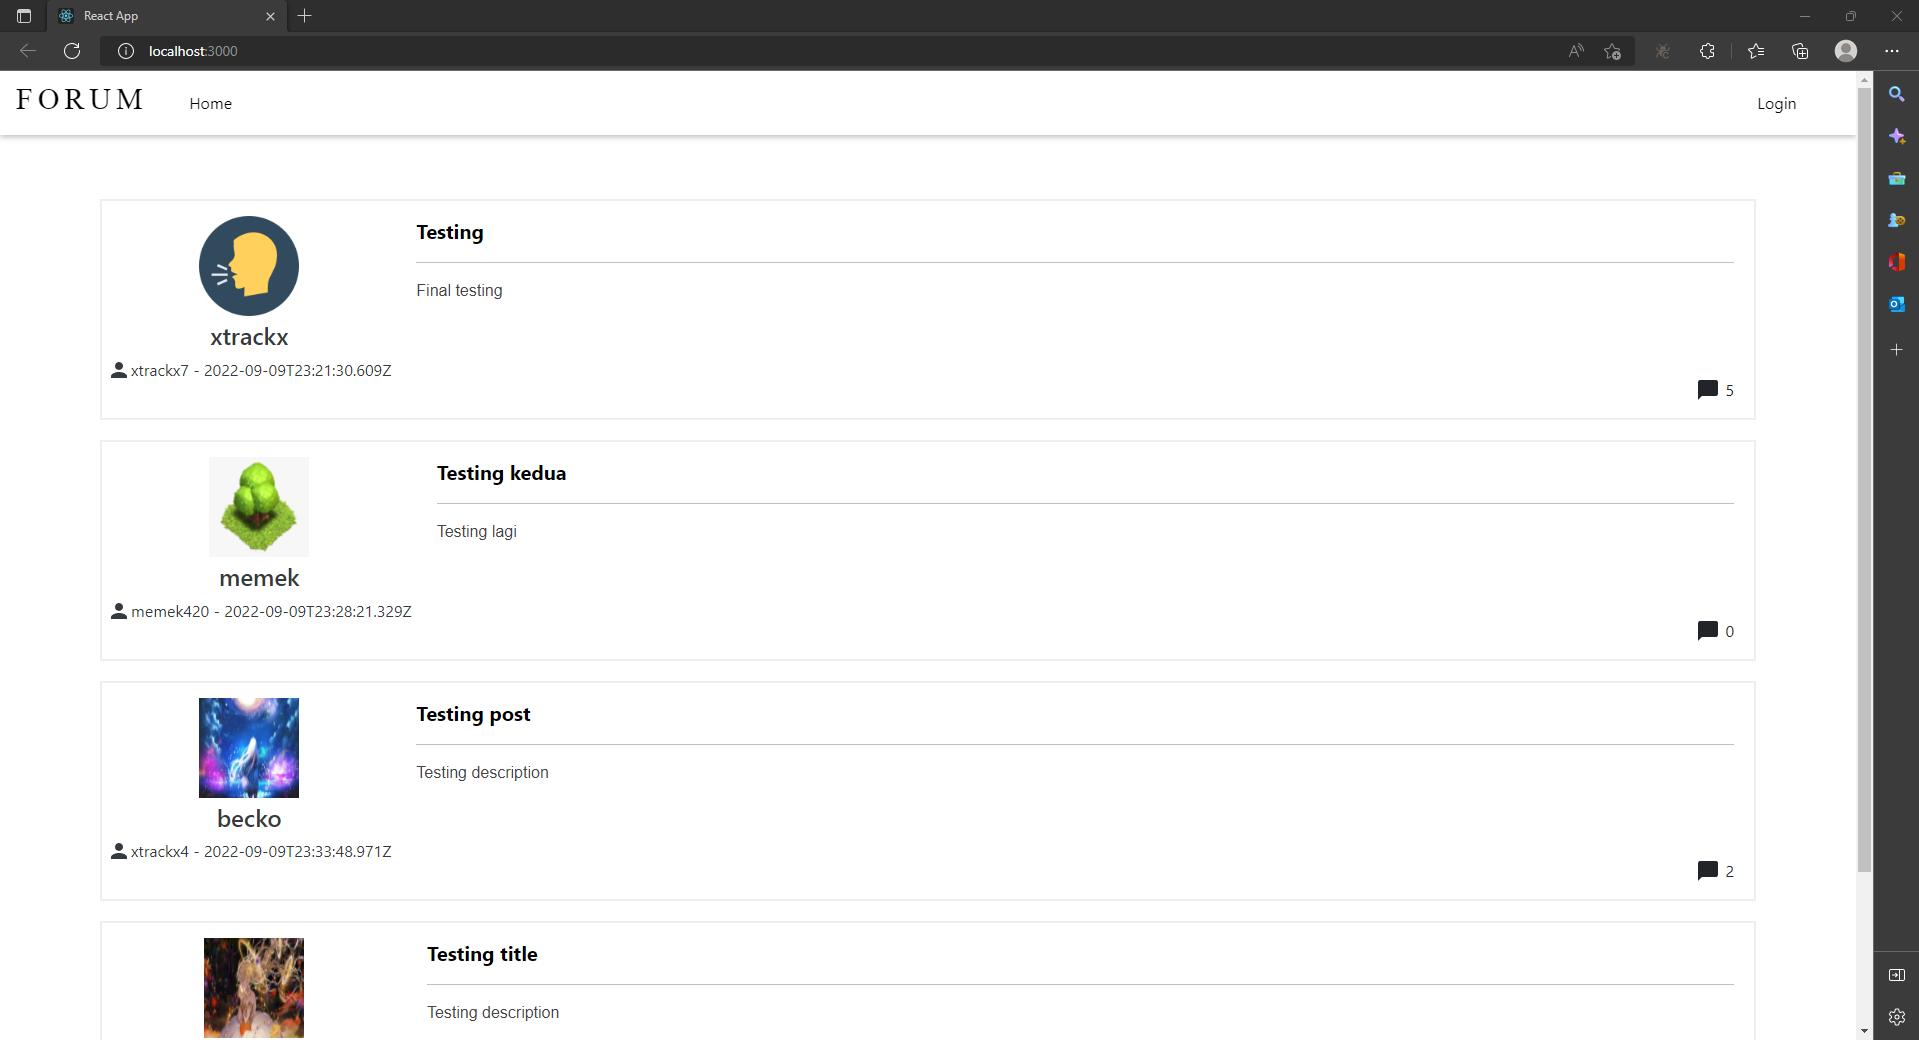 React App
localhost:3000
FORUM Home Login
Testing
Final testing
xtrackx
xtrackx7 - 2022-09-09T23:21:30.609Z
5
Testing kedua
Testing lagi
memek
memek420 - 2022-09-09T23:28:21.329Z
0
Testing post
Testing description
becko
xtrackx4 - 2022-09-09T23:33:48.971Z
2
Testing title
Testing description